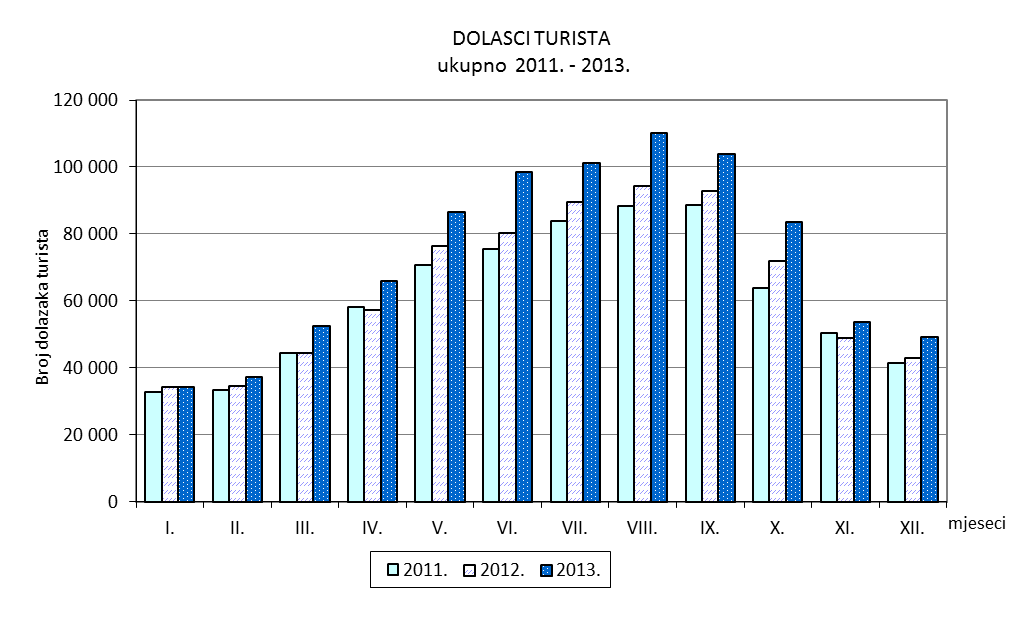 DOLASCI TURISTA
ukupno 2011. - 2013.
Broj dolazaka turista
120 000
100 000
80 000
60 000
40 000
20 000
0
I. II. III. IV. V. VI. VII. VIII. IX. X. XI. XII. mjeseci
2011. 2012. 2013.